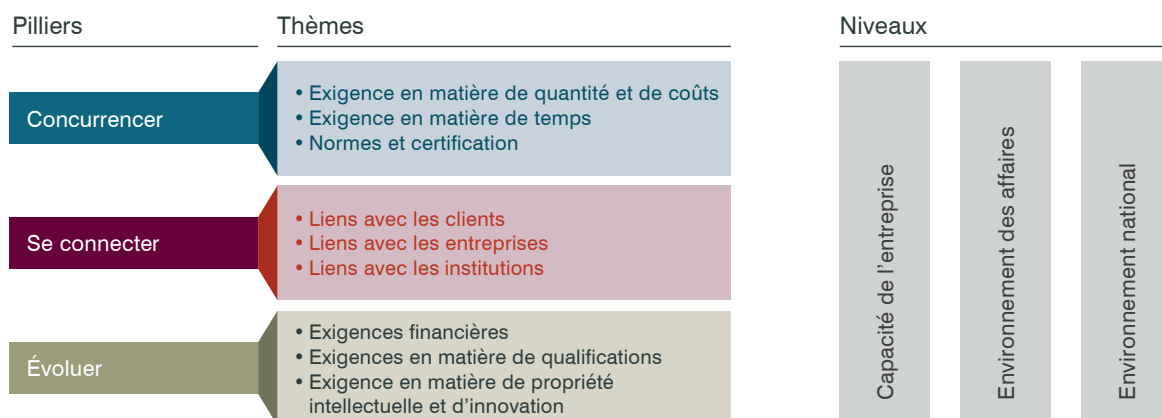 Pilliers
Thèmes
Niveaux
Concurrencer
• Exigence en matière de quantité et de coûts
• Exigence en matière de temps
• Normes et certification
Se connecter
• Liens avec les clients
• Liens avec les entreprises
• Liens avec les institutions
Évoluer
• Exigences financières
• Exigences en matière de qualifications
• Exigence en matière de propriété
intellectuelle et d'innovation
Capacité de l'entreprise
Environnement des affaires
Environnement national